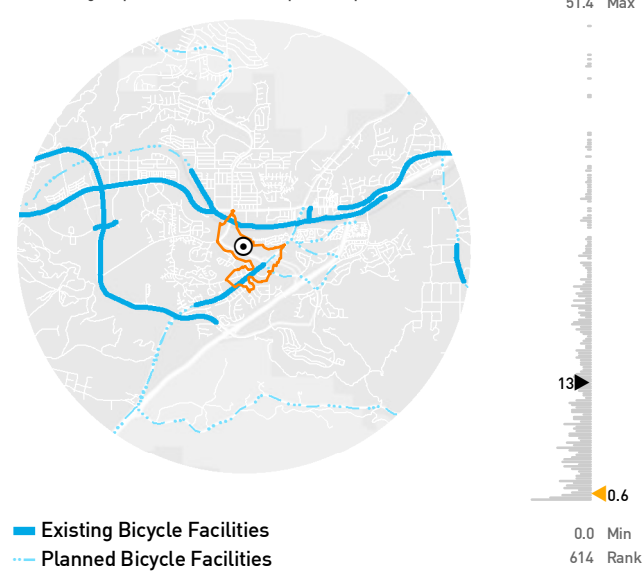 51.4 Max
13
0.6
Existing Bicycle Facilities
0.0 Min
Planned Bicycle Facilities
614 Rank